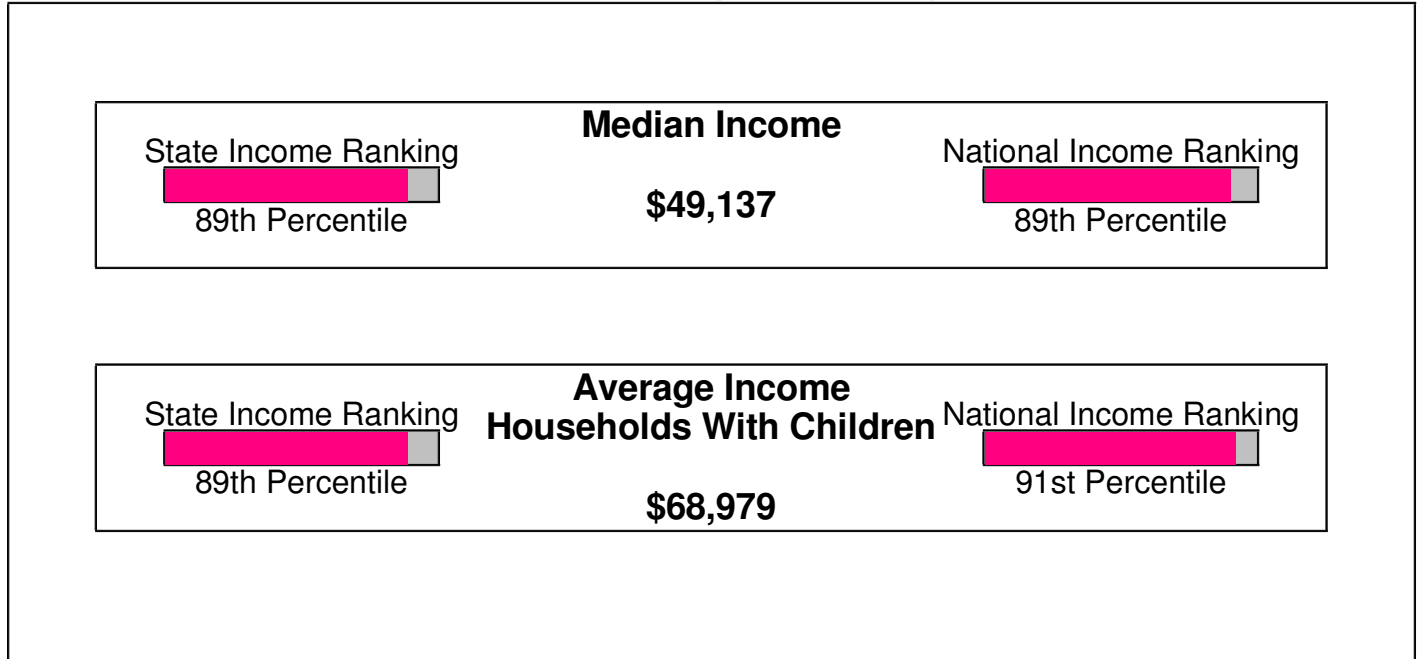 Median Income
State Income Ranking
National Income Ranking
$49,137
89th Percentile
89th Percentile
Average Income
Households With Children
State Income Ranking
National Income Ranking
89th Percentile
91st Percentile
$68,979